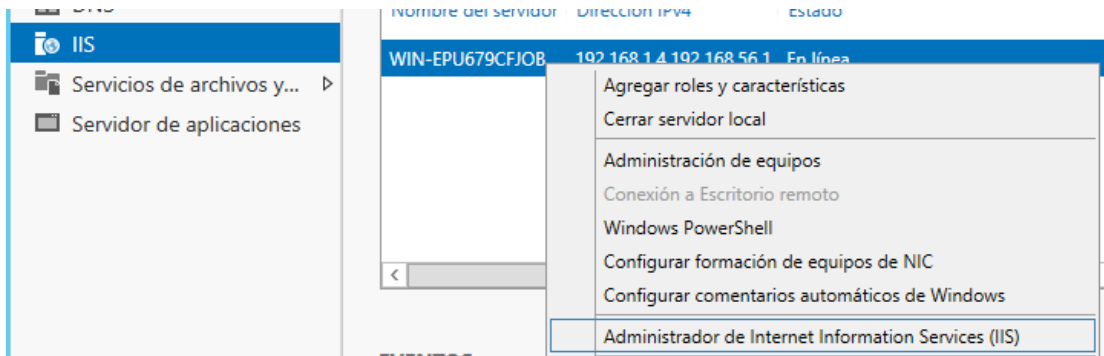 DNS
Nombre del servidor Dirección IPv4 Estado
IIS
WIN-EPU679CFJOB 192.168.1.4,192.168.56.1 En línea
Servicios de archivos y...
Servidor de aplicaciones
Agregar roles y características
Cerrar servidor local
Administración de equipos
Conexión a Escritorio remoto
Windows PowerShell
Configurar formación de equipos de NIC
Configurar comentarios automáticos de Windows
Administrador de Internet Information Services (IIS)
EVENTOS